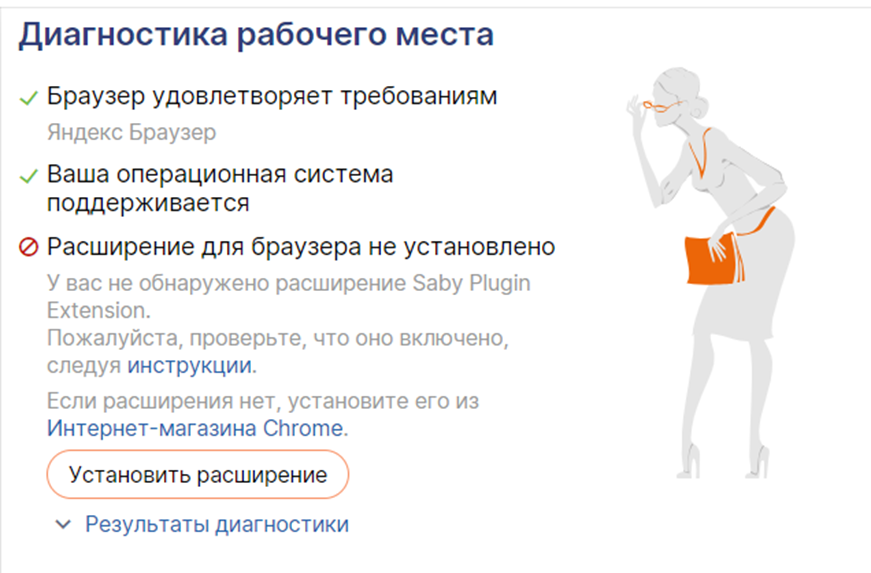 Диагностика рабочего места
Браузер удовлетворяет требованиям
Яндекс Браузер
Ваша операционная система
поддерживается
Расширение для браузера не установлено
У вас не обнаружено расширение Saby Plugin
Extension.
Пожалуйста, проверьте, что оно включено,
следуя инструкции.
Если расширения нет, установите его из
Интернет-магазина Chrome.
Установить расширение
Результаты диагностики